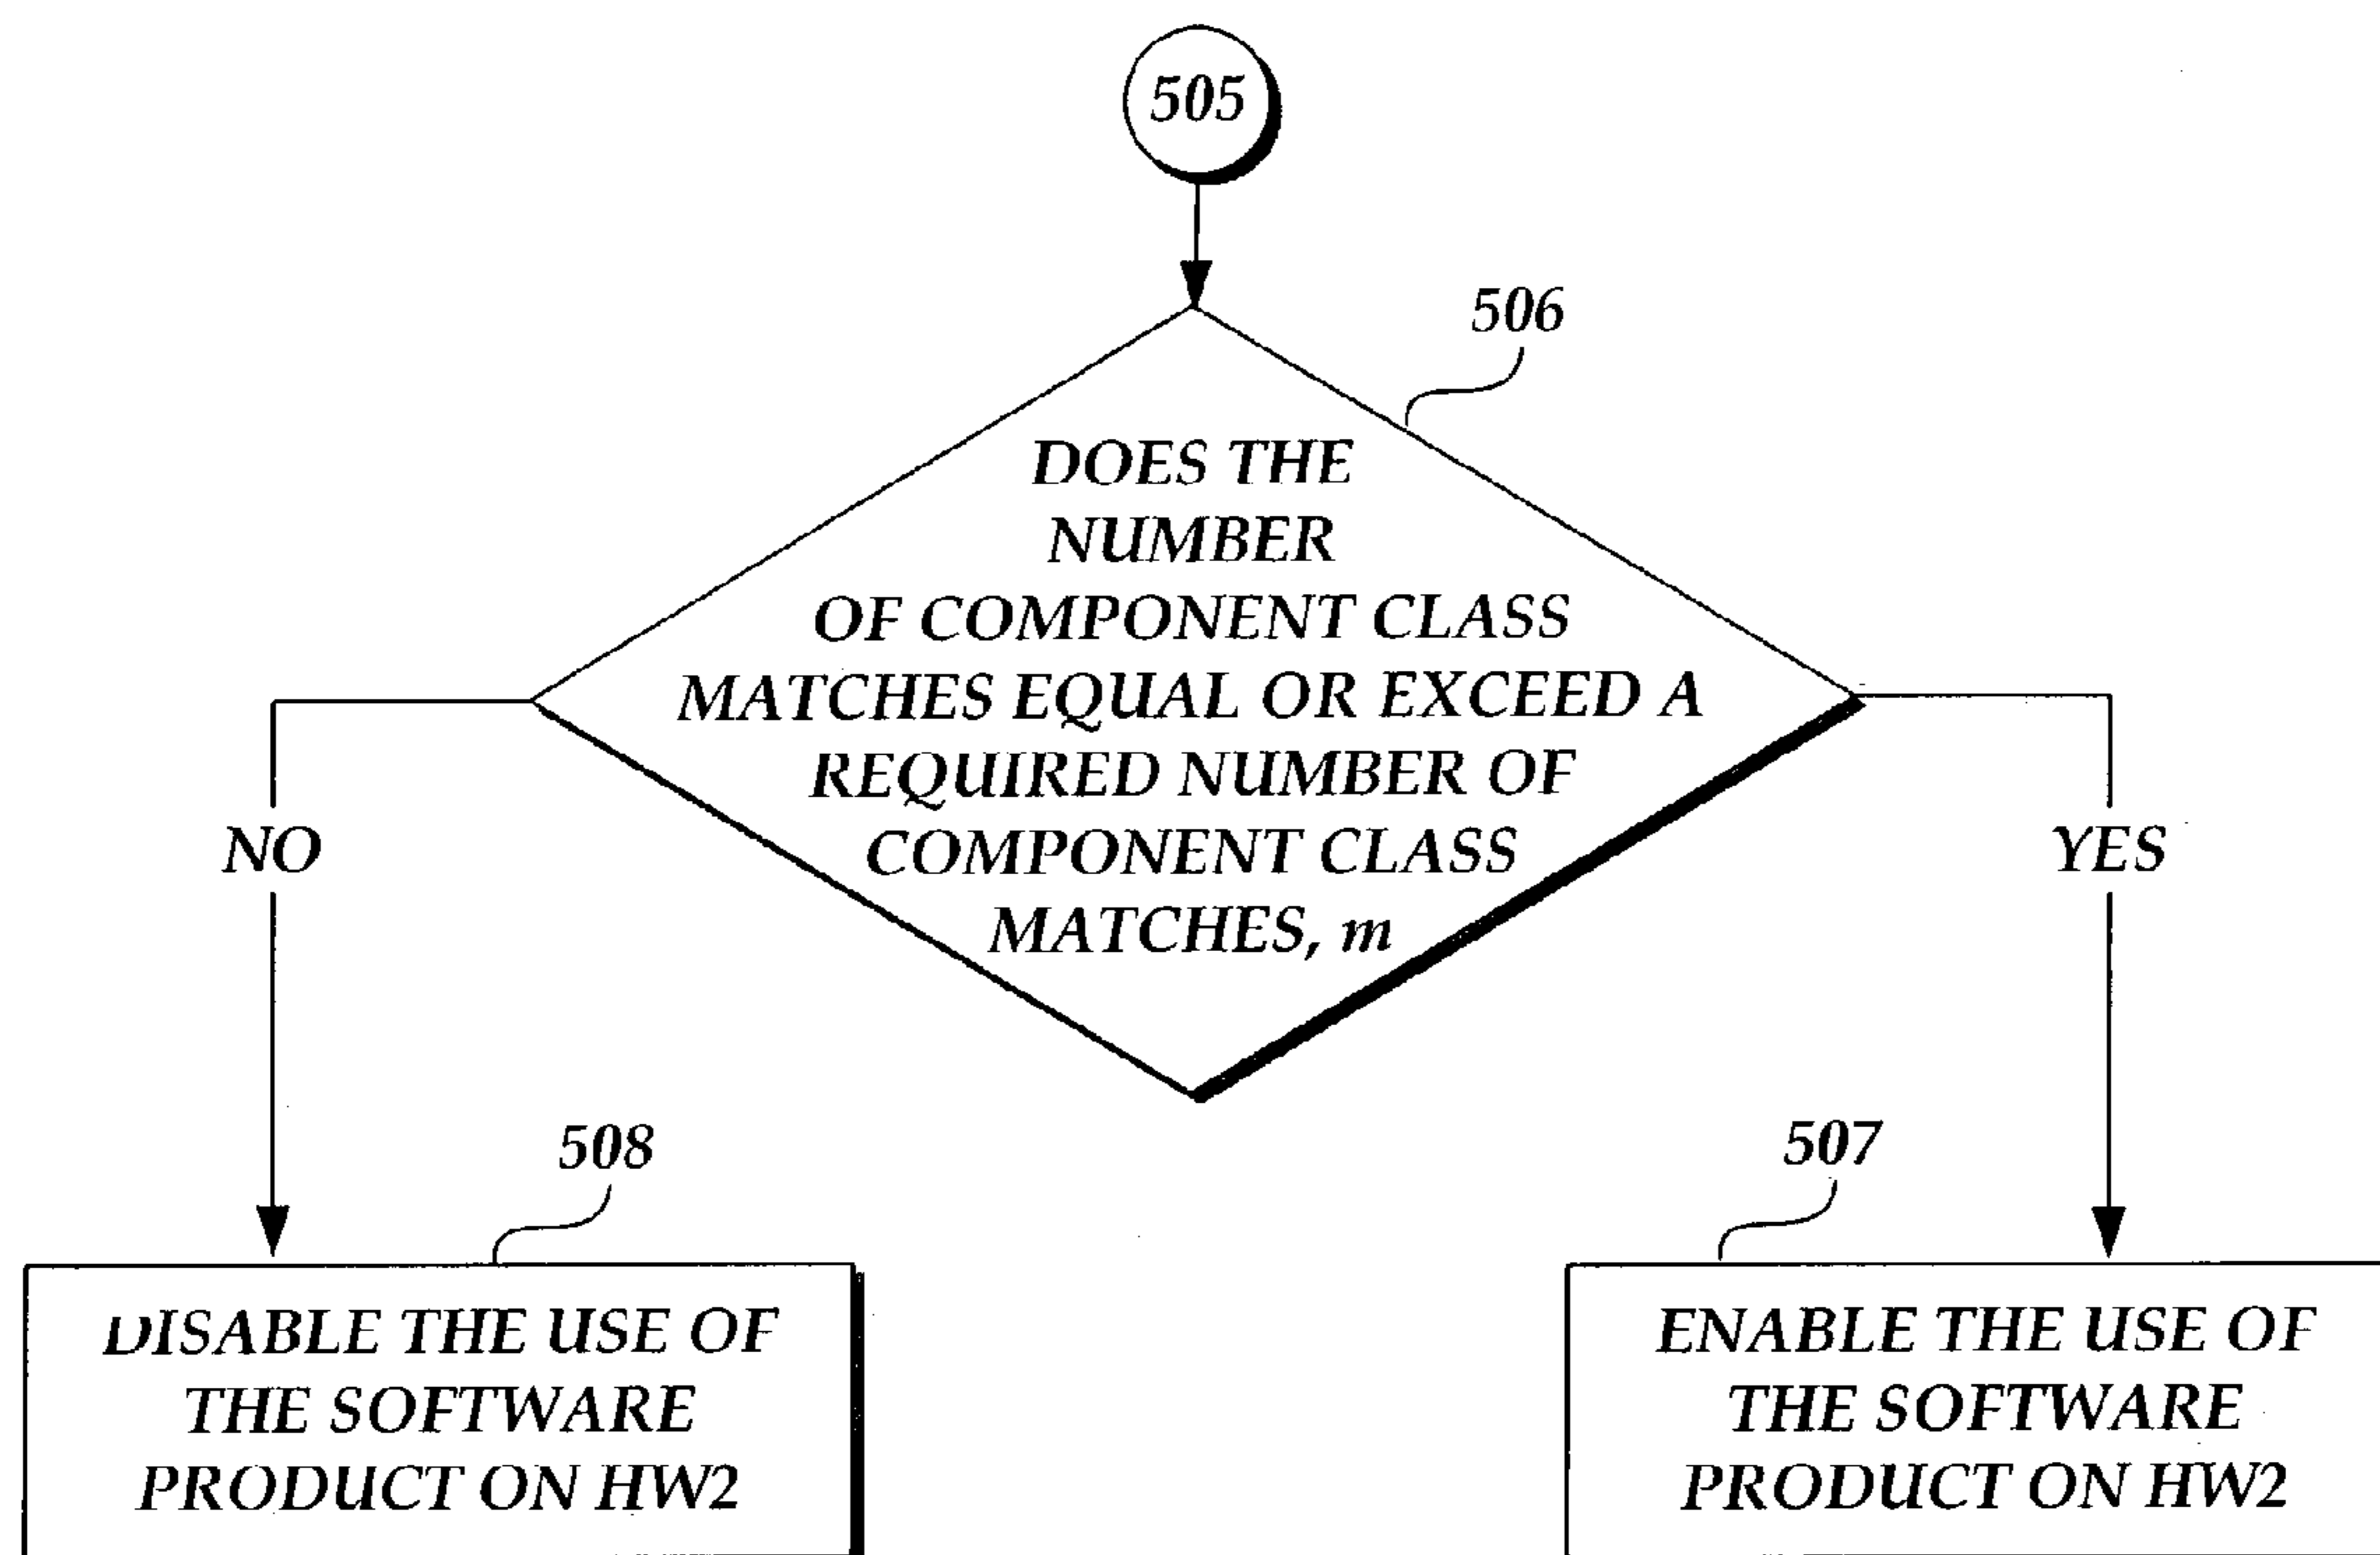 505
506
DOES THE
NUMBER
OF COMPONENT CLASS
MATCHES EQUAL OR EXCEED A
REQUIRED NUMBER OF
COMPONENT CLASS
MATCHES, m
NO
YES
508
507
DISABLE THE USE OF
THE SOFTWARE
PRODUCT ON HW2
ENABLE THE USE OF
THE SOFTWARE
PRODUCT ON HW2